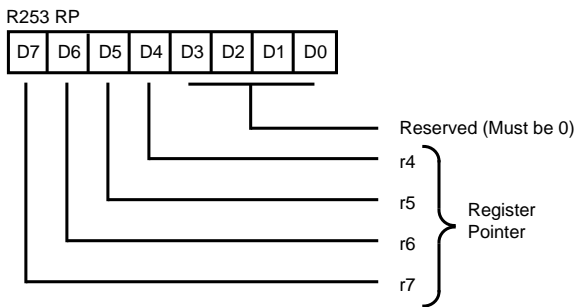 R253 RP
D7 D6 D5 D4 D3 D2 D1 D0
Reserved (Must be 0)
r4
r5
r6
r7
Register
Pointer